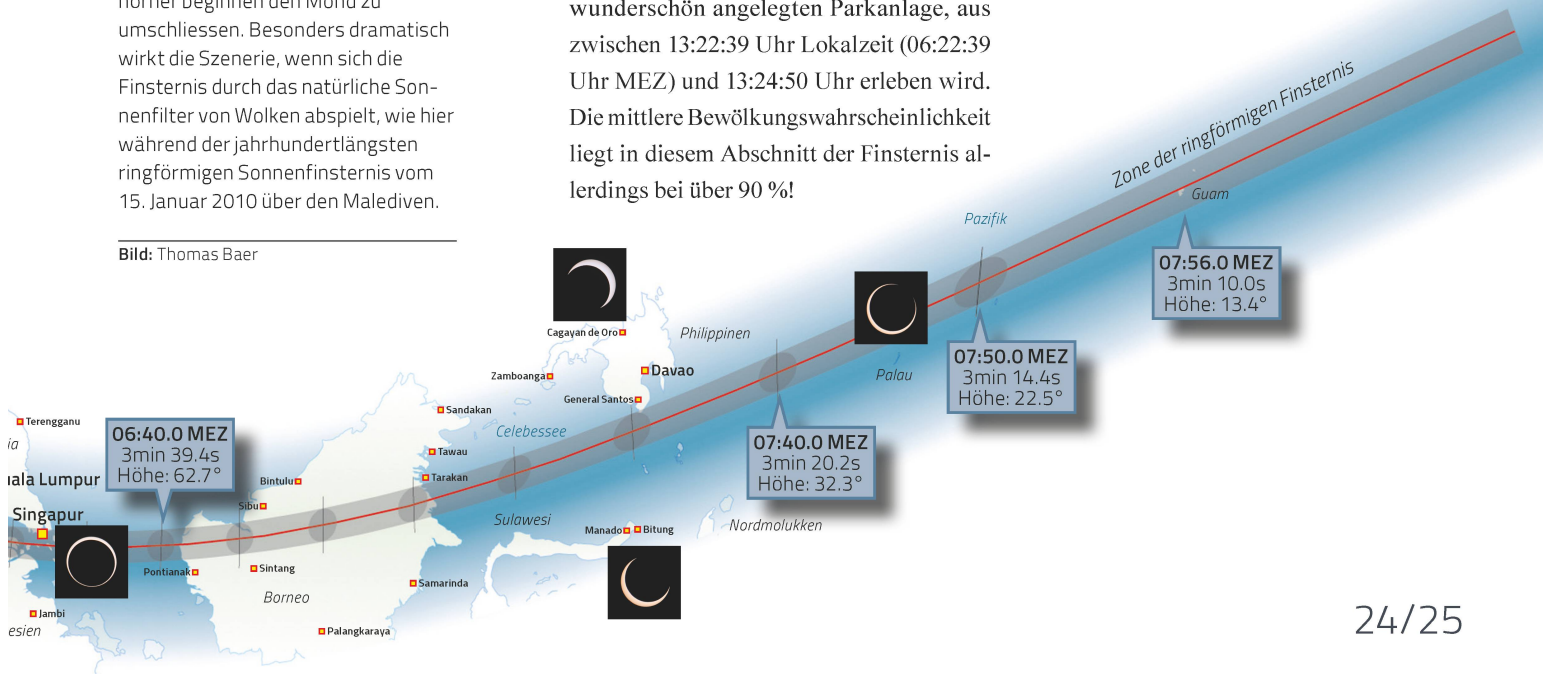 hörner beginnen den Mond zu
umschliessen. Besonders dramatisch
wirkt die Szenerie, wenn sich die
Finsternis durch das natürliche Son-
nenfilter von Wolken abspielt, wie hier
während der jahrhundertlängsten
ringförmigen Sonnenfinsternis vom
15. Januar 2010 über den Malediven.
Bild: Thomas Baer
wunderschön angelegten Parkanlage, aus
zwischen 13:22:39 Uhr Lokalzeit (06:22:39
Uhr MEZ) und 13:24:50 Uhr erleben wird.
Die mittlere Bewölkungswahrscheinlichkeit
liegt in diesem Abschnitt der Finsternis al-
lerdings bei über 90 %!
Zone der ringförmigen Finsternis
Guam
Pazifik
07:56.0 MEZ
3min 10.0s
Höhe: 13.4°
Cagayan de Oro
Philippinen
07:50.0 MEZ
3min 14.4s
Höhe: 22.5°
Palau
Zamboanga
Davao
General Santos
Sandakan
Celebessee
Terengganu
ia
06:40.0 MEZ
3min 39.4s
Höhe: 62.7°
07:40.0 MEZ
3min 20.2s
Höhe: 32.3°
Tawau
Tarakan
uala Lumpur
Bintulu
Sibu
Singapur
Sulawesi
Manado
Bitung
Nordmolukken
Pontianak
Sintang
Samarinda
Borneo
Jambi
esien
Palangkaraya
24/25